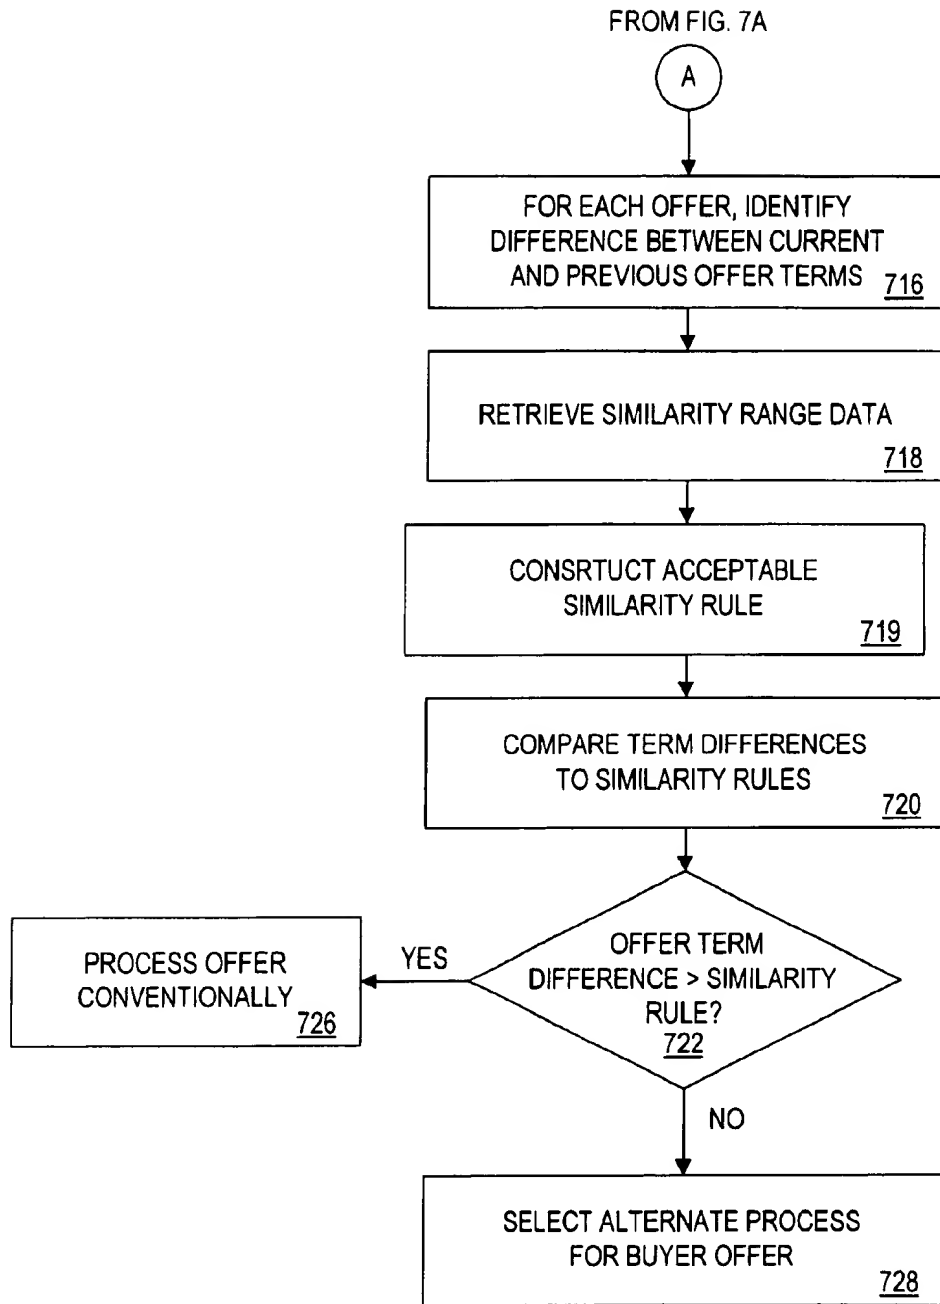 FROM FIG. 7A
A
FOR EACH OFFER, IDENTIFY
DIFFERENCE BETWEEN CURRENT
AND PREVIOUS OFFER TERMS
716
RETRIEVE SIMILARITY RANGE DATA
718
CONSRTUCT ACCEPTABLE
SIMILARITY RULE
719
COMPARE TERM DIFFERENCES
TO SIMILARITY RULES
720
OFFER TERM
DIFFERENCE > SIMILARITY
RULE?
722
YES
PROCESS OFFER
CONVENTIONALLY
726
NO
SELECT ALTERNATE PROCESS
FOR BUYER OFFER
728